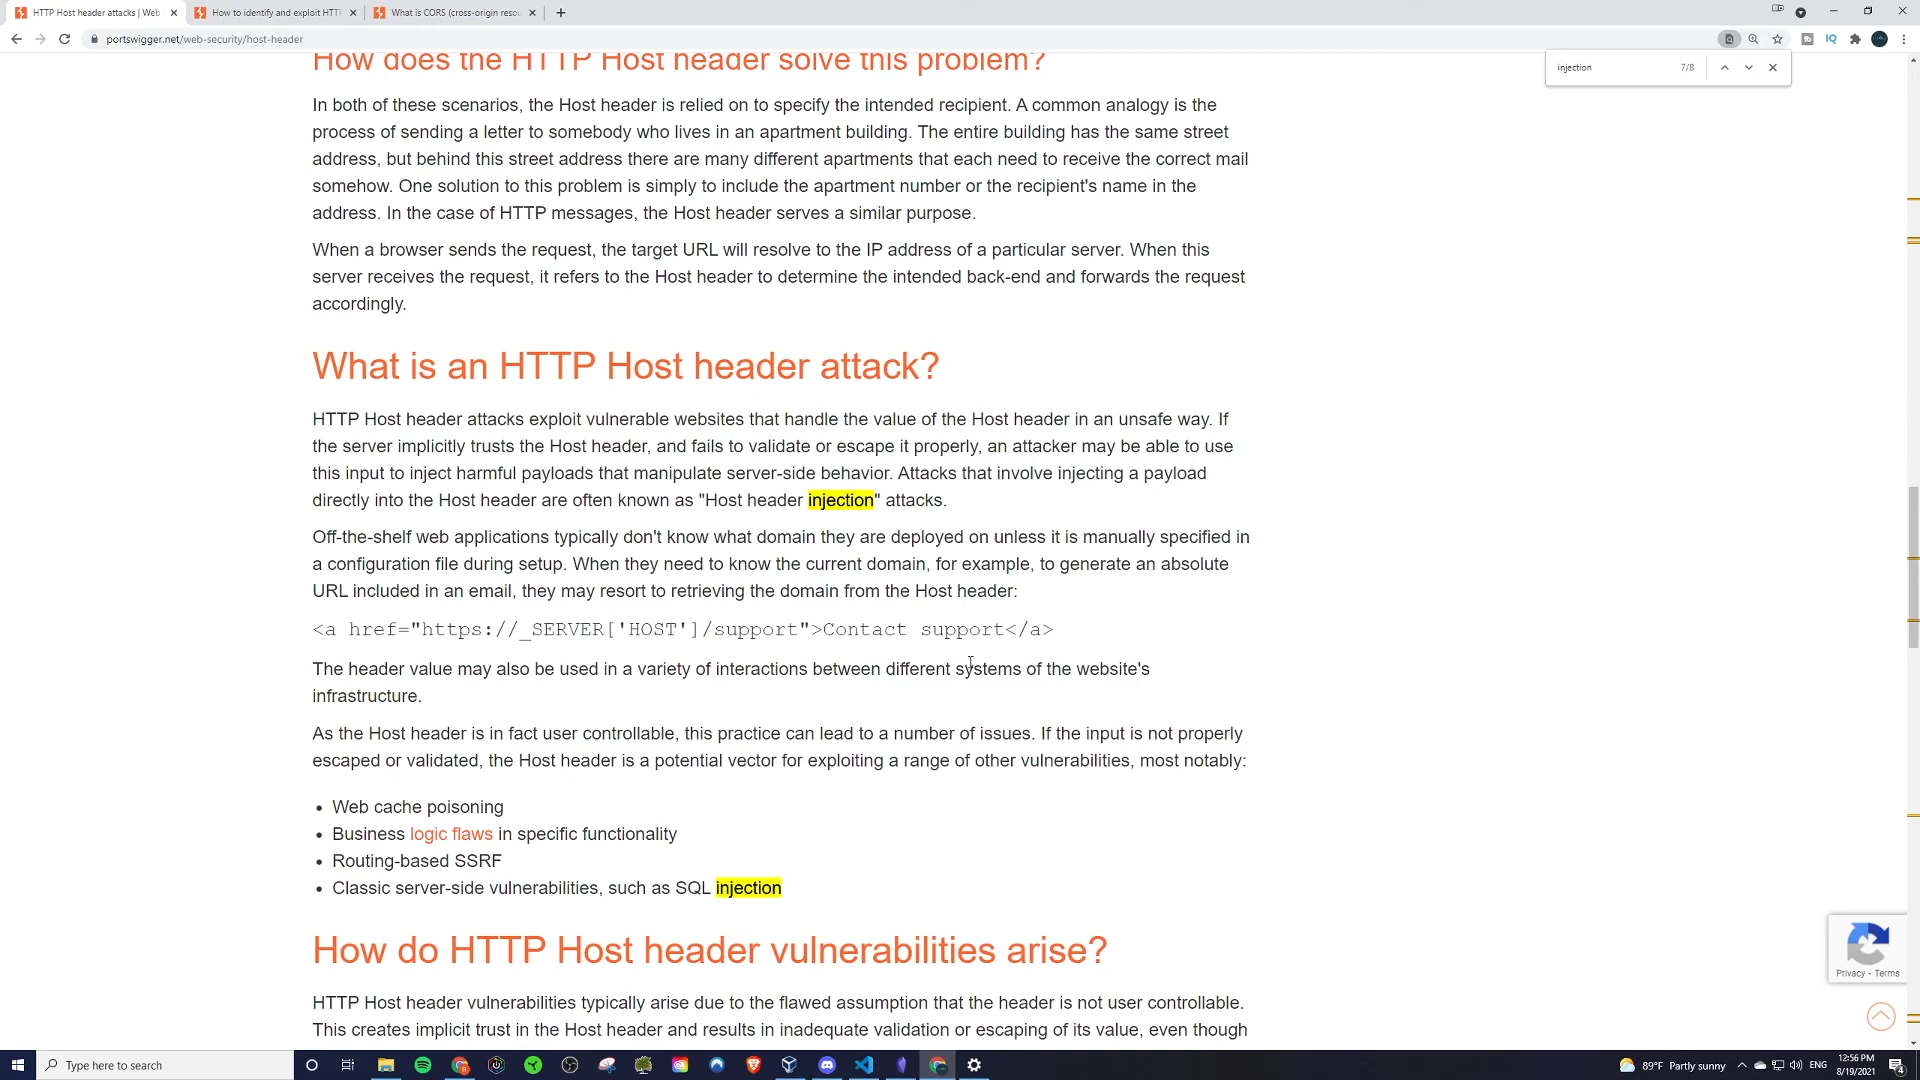 HTTP Host header attacks | Web
How to identify and exploit HTTP
What is CORS (cross-origin resou
portswigger.net/web-security/host-header
injection 7/8
How does the HTTP Host header solve this problem?
In both of these scenarios, the Host header is relied on to specify the intended recipient. A common analogy is the
process of sending a letter to somebody who lives in an apartment building. The entire building has the same street
address, but behind this street address there are many different apartments that each need to receive the correct mail
somehow. One solution to this problem is simply to include the apartment number or the recipient's name in the
address. In the case of HTTP messages, the Host header serves a similar purpose.
When a browser sends the request, the target URL will resolve to the IP address of a particular server. When this
server receives the request, it refers to the Host header to determine the intended back-end and forwards the request
accordingly.
What is an HTTP Host header attack?
HTTP Host header attacks exploit vulnerable websites that handle the value of the Host header in an unsafe way. If
the server implicitly trusts the Host header, and fails to validate or escape it properly, an attacker may be able to use
this input to inject harmful payloads that manipulate server-side behavior. Attacks that involve injecting a payload
directly into the Host header are often known as "Host header injection" attacks.
Off-the-shelf web applications typically don't know what domain they are deployed on unless it is manually specified in
a configuration file during setup. When they need to know the current domain, for example, to generate an absolute
URL included in an email, they may resort to retrieving the domain from the Host header:
<a href="https://_SERVER['HOST']/support">Contact support</a>
The header value may also be used in a variety of interactions between different systems of the website's
infrastructure.
As the Host header is in fact user controllable, this practice can lead to a number of issues. If the input is not properly
escaped or validated, the Host header is a potential vector for exploiting a range of other vulnerabilities, most notably:
• Web cache poisoning
• Business logic flaws in specific functionality
• Routing-based SSRF
• Classic server-side vulnerabilities, such as SQL injection
How do HTTP Host header vulnerabilities arise?
HTTP Host header vulnerabilities typically arise due to the flawed assumption that the header is not user controllable.
This creates implicit trust in the Host header and results in inadequate validation or escaping of its value, even though
Privacy - Terms
Type here to search
89°F Partly sunny
ENG
12:56 PM
8/19/2021